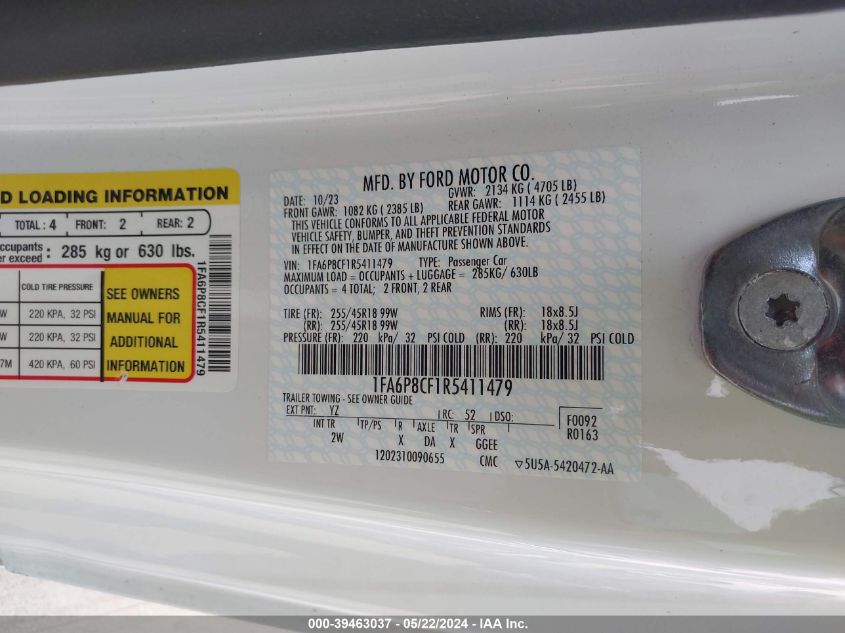 D LOADING INFORMATION
TOTAL: 4 FRONT: 2 REAR: 2
occupants
er exceed : 285 kg or 630 lbs.
COLD TIRE PRESSURE
W 220 KPA, 32 PSI
W 220 KPA, 32 PSI
7M 420 KPA, 60 PSI
SEE OWNERS
MANUAL FOR
ADDITIONAL
INFORMATION
1FA6P8CF1R5411479
MFD. BY FORD MOTOR CO.
DATE: 10/23 GVWR: 2134 KG ( 4705 LB)
FRONT GAWR: 1082 KG ( 2385 LB) REAR GAWR: 1114 KG ( 2455 LB)
THIS VEHICLE CONFORMS TO ALL APPLICABLE FEDERAL MOTOR
VEHICLE SAFETY, BUMPER, AND THEFT PREVENTION STANDARDS
IN EFFECT ON THE DATE OF MANUFACTURE SHOWN ABOVE.
VIN: 1FA6P8CF1R5411479 TYPE: Passenger Car
MAXIMUM LOAD = OCCUPANTS + LUGGAGE = 285KG/ 630LB
OCCUPANTS = 4 TOTAL; 2 FRONT, 2 REAR
TIRE (FR): 255/45R18 99W RIMS (FR): 18x8.5J
(RR): 255/45R18 99W (RR): 18x8.5J
PRESSURE (FR): 220 kPa/ 32 PSI COLD (RR): 220 kPa/ 32 PSI COLD
1FA6P8CF1R5411479
TRAILER TOWING - SEE OWNER GUIDE
EXT PNT: YZ RC: 52 DSO:
INT TR TP/PS R AXLE TR SPR
2W X DA X GGEE
F0092
R0163
1202310090655 CMC ▽5U5A-5420472-AA
000-39463037 - 05/22/2024 - IAA Inc.